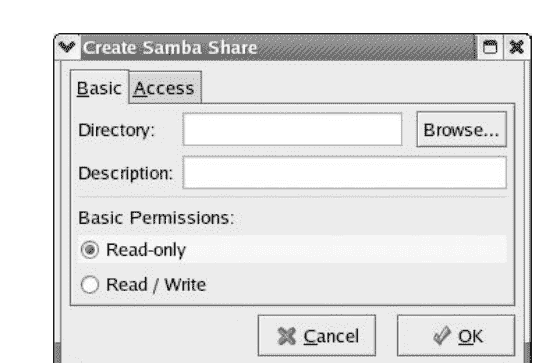 Create Samba Share
Basic Access
Directory: Browse...
Description:
Basic Permissions:
Read-only
Read / Write
Cancel OK